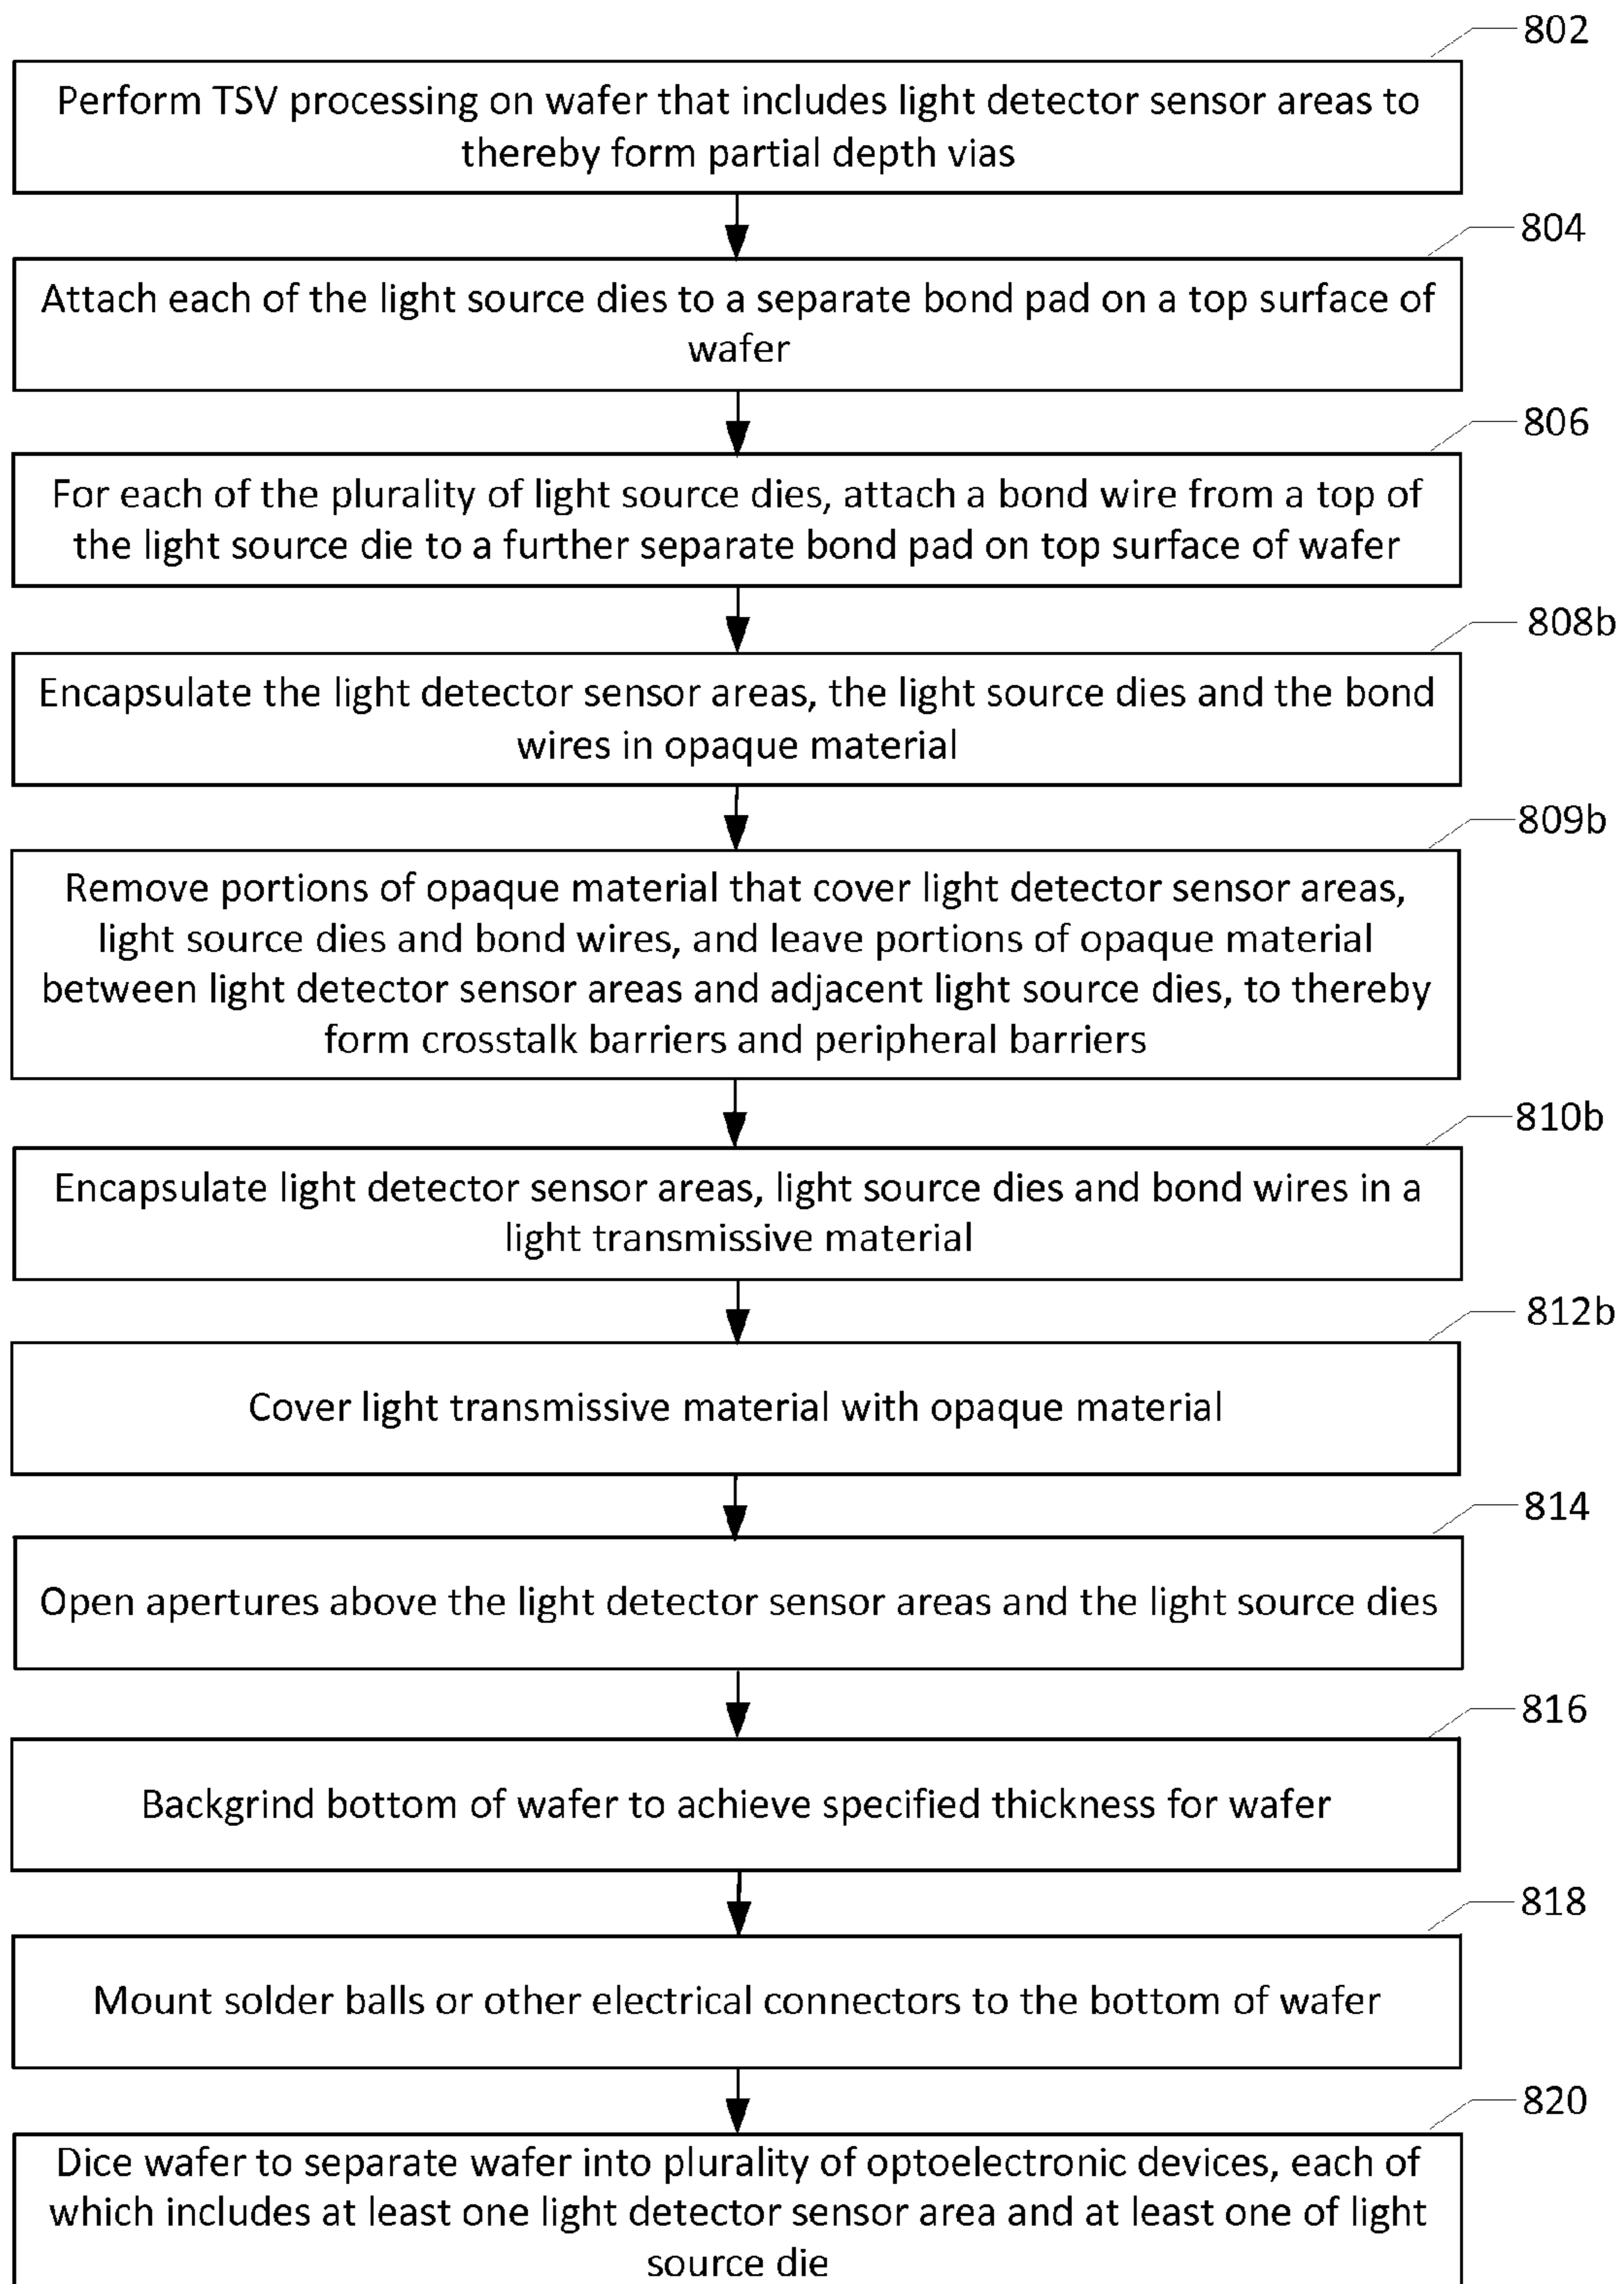 802
Perform TSV processing on wafer that includes light detector sensor areas to
thereby form partial depth vias
804
Attach each of the light source dies to a separate bond pad on a top surface of
wafer
806
For each of the plurality of light source dies, attach a bond wire from a top of
the light source die to a further separate bond pad on top surface of wafer
808b
Encapsulate the light detector sensor areas, the light source dies and the bond
wires in opaque material
809b
Remove portions of opaque material that cover light detector sensor areas,
light source dies and bond wires, and leave portions of opaque material
between light detector sensor areas and adjacent light source dies, to thereby
form crosstalk barriers and peripheral barriers
810b
Encapsulate light detector sensor areas, light source dies and bond wires in a
light transmissive material
812b
Cover light transmissive material with opaque material
814
Open apertures above the light detector sensor areas and the light source dies
816
Backgrind bottom of wafer to achieve specified thickness for wafer
818
Mount solder balls or other electrical connectors to the bottom of wafer
820
Dice wafer to separate wafer into plurality of optoelectronic devices, each of
which includes at least one light detector sensor area and at least one of light
source die